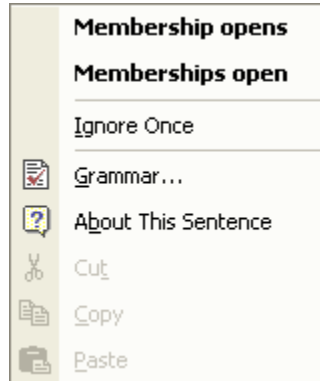 Membership opens
Memberships open
Ignore Once
Grammar...
About This Sentence
Cut
Copy
Paste